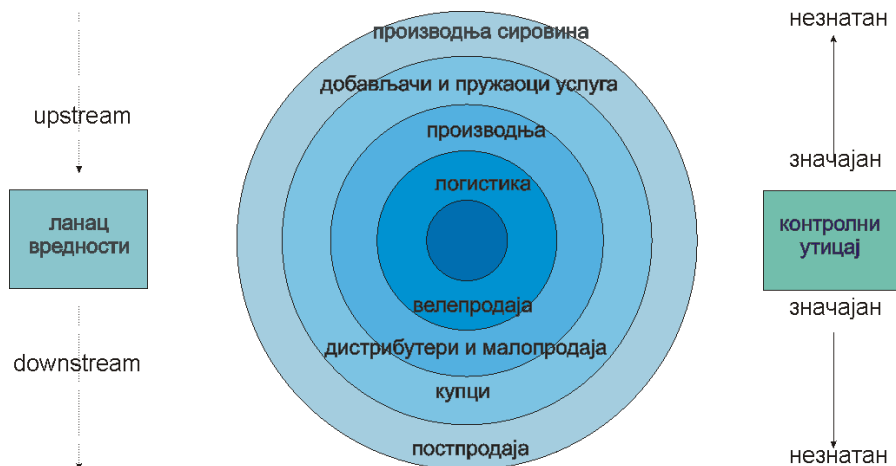 незнатан
производња сировина
добављачи и пружаоци услуга
upstream
производња
значајан
логистика
ланац
вредности
контролни
утицај
велепродаја
значајан
дистрибутери и малопродаја
downstream
купци
постпродаја
незнатан